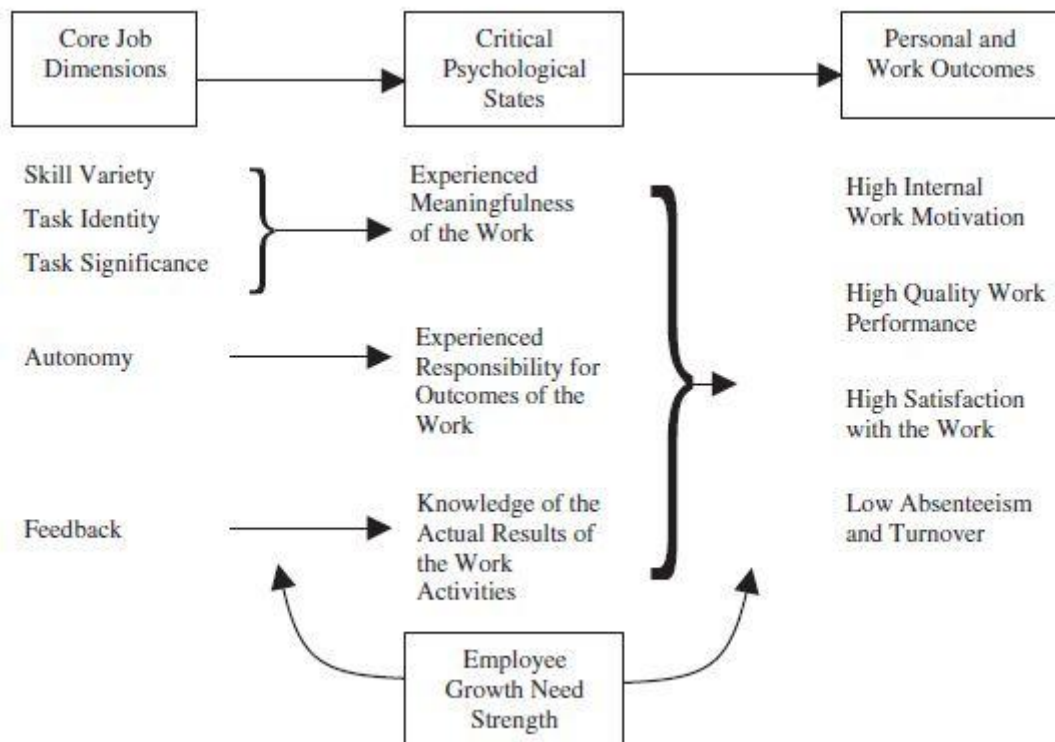 Core Job
Dimensions
Critical
Psychological
States
Personal and
Work Outcomes
Skill Variety
Task Identity
Task Significance
Experienced
Meaningfulness
of the Work
High Internal
Work Motivation
High Quality Work
Performance
Autonomy
Experienced
Responsibility for
Outcomes of the
Work
High Satisfaction
with the Work
Feedback
Knowledge of the
Actual Results of
the Work
Activities
Low Absenteeism
and Turnover
Employee
Growth Need
Strength